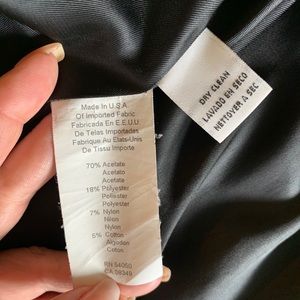 Made In U.S.A.
Of Imported Fabric
Fabricada En E.E.U.U.
De Telas Importadas
Fabrique Au Etats-Unis
De Tissu Importe
70% Acetate
Acetato
Acetate
18% Polyester
Poliester
Polyester
7% Nylon
Nilon
Nylon
5% Cotton
Algodon
Coton
RN 54050
CA 38349
DRY CLEAN
LAVADO EN SECO
NETTOYER A SEC